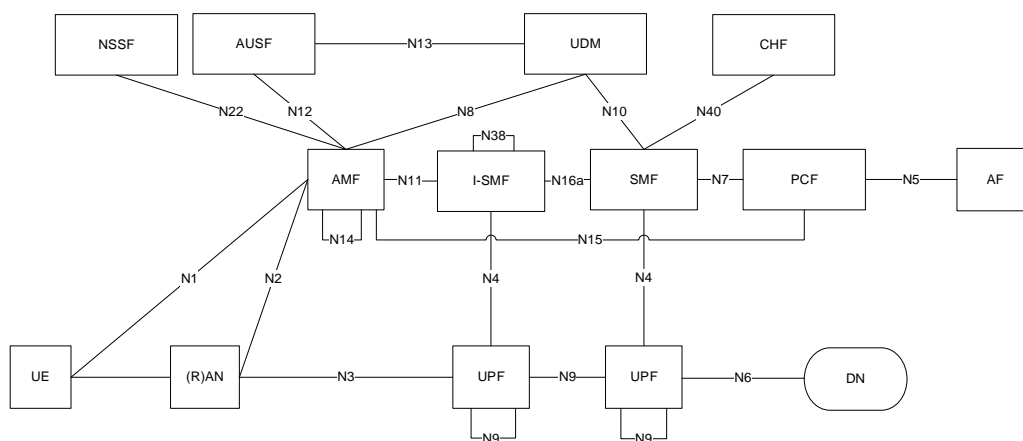 NSSF
AUSF
N13
UDM
CHF
N22
N12
N8
N10
N40
N38
AMF
N11
I-SMF
N16a
SMF
N7
PCF
N5
AF
N14
N15
N1
N2
N4
N4
UE
(R)AN
N3
UPF
N9
UPF
N6
DN
N9
N9